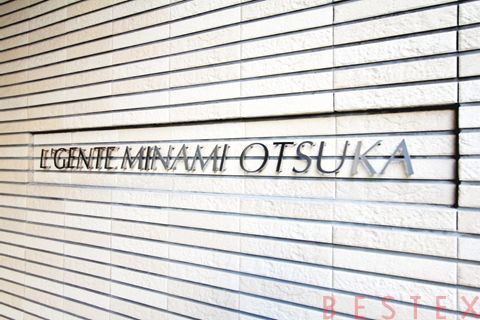 L'GENTE MINAMI OTSUKA
BESTEX